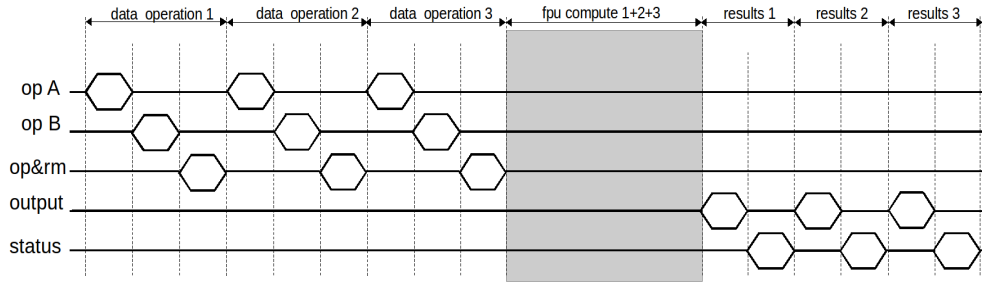 data operation 1 data operation 2 data operation 3 fpu compute 1+2+3 results 1 results 2 results 3
op A
op B
op&rm
output
status